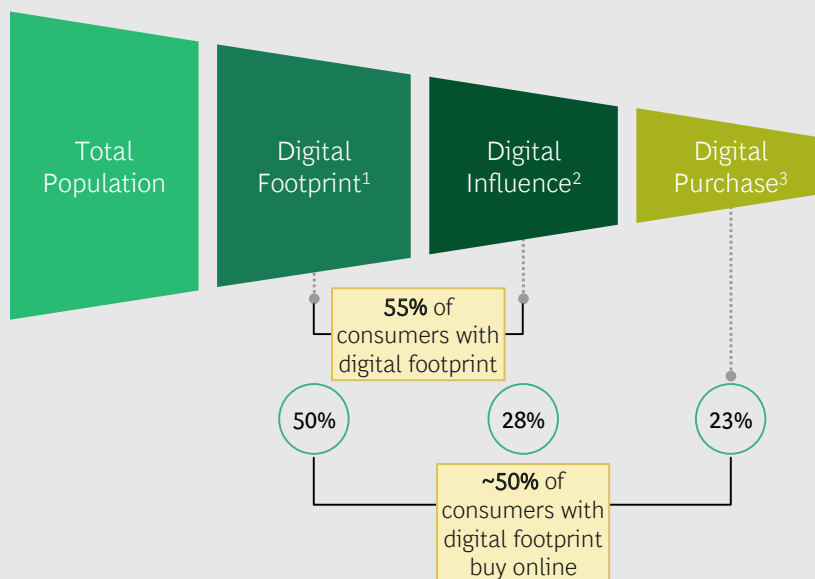 Total
Population
Digital
Footprint¹
Digital
Influence²
Digital
Purchase³
55% of
consumers with
digital footprint
50%
28%
23%
~50% of
consumers with
digital footprint
buy online